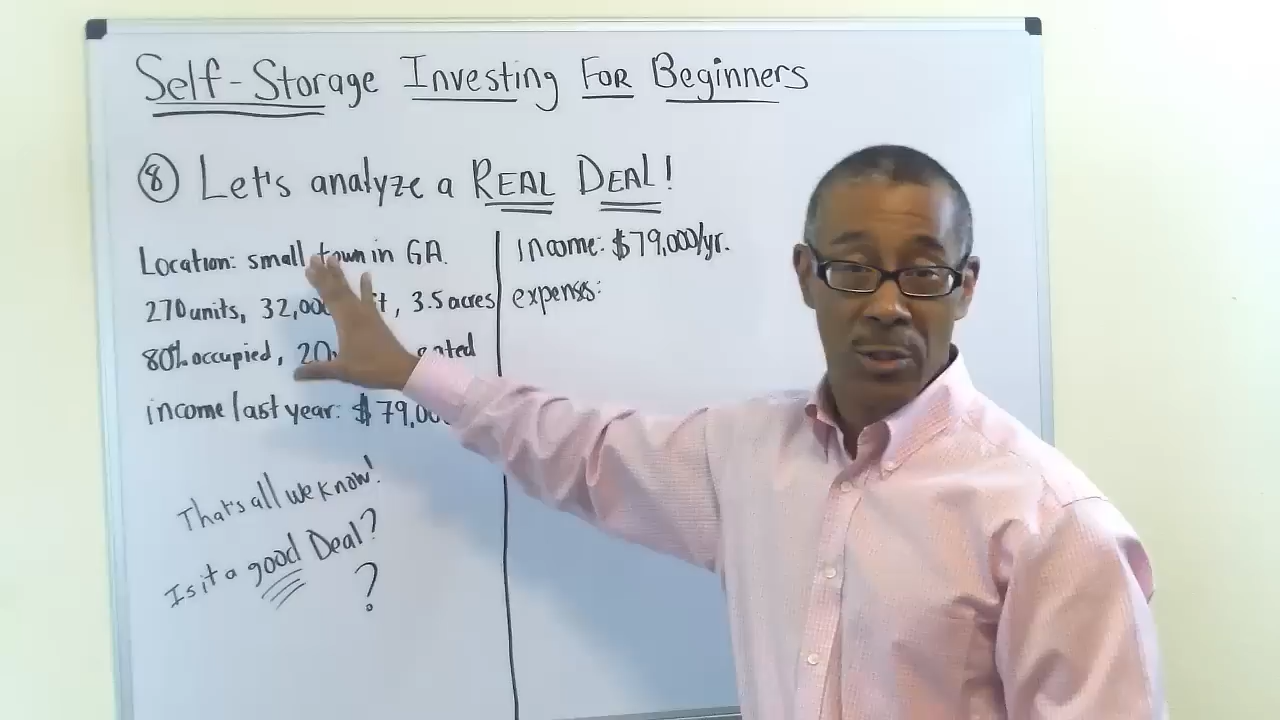 Self-Storage Investing For Beginners
⑧ Let's analyze a REAL DEAL!
Location: small town in GA.
270 units, 32,00 t, 3.5 acres
80% occupied, 20
income last year: $79,00
That's all we know!
Is it a good Deal?
?
income: $79,000/yr.
expenses: